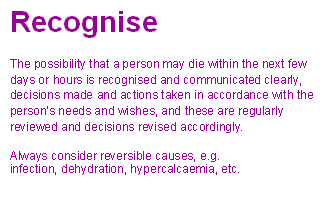 Recognise
The possibility that a person may die within the next few
days or hours is recognised and communicated clearly,
decisions made and actions taken in accordance with the
person's needs and wishes, and these are regularly
reviewed and decisions revised accordingly.
Always consider reversible causes, e.g.
infection, dehydration, hypercalcaemia, etc.